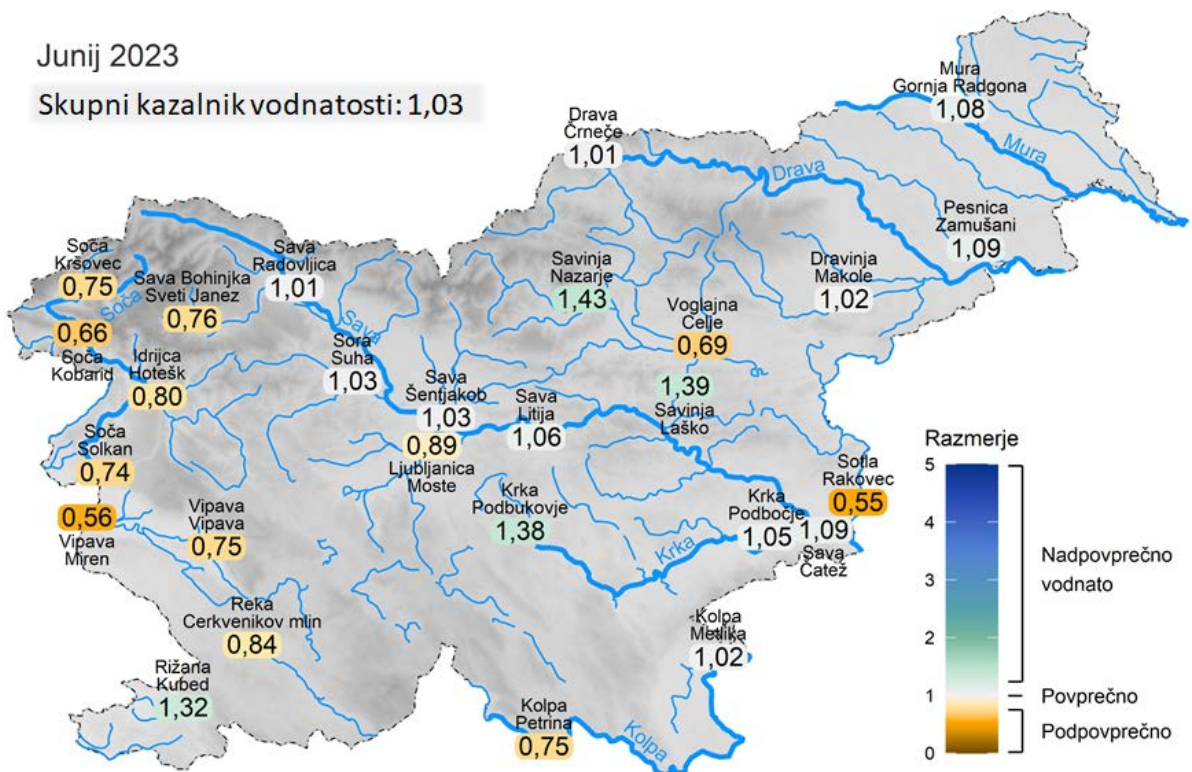 Junij 2023
Skupni kazalnik vodnatosti: 1,03
Mura
Gornja Radgona
1,08
Mura
Drava
Črneče
1,01
Drava
Pesnica
Zamušani
1,09
Dravinja
Makole
1,02
Soča
Kršovec
0,75
Soča
Sava Bohinjka
Sveti Janez
0,76
Sava
Radovljica
1,01
Sava
Savinja
Nazarje
1,43
Voglajna
Celje
0,69
0,66
Soča
Kobarid
Idrijca
Hotešk
0,80
Sora
Suha
1,03
Sava
Šentjakob
1,03
0,89
Ljubljanica
Moste
Sava
Litija
1,06
1,39
Savinja
Laško
Soča
Solkan
0,74
0,56
Vipava
Miren
Vipava
Vipava
0,75
Krka
Podbukovje
1,38
Krka
Krka
Podbočje
1,05
1,09
Sava
Čatež
Sotla
Rakovec
0,55
Reka
Cerkvenikov mlin
0,84
Rižana
Kubed
1,32
Kolpa
Petrina
0,75
Kolpa
Kolpa
Metlika
1,02
Razmerje
5
4
3
2
1
0
Nadpovprečno
vodnato
Povprečno
Podpovprečno